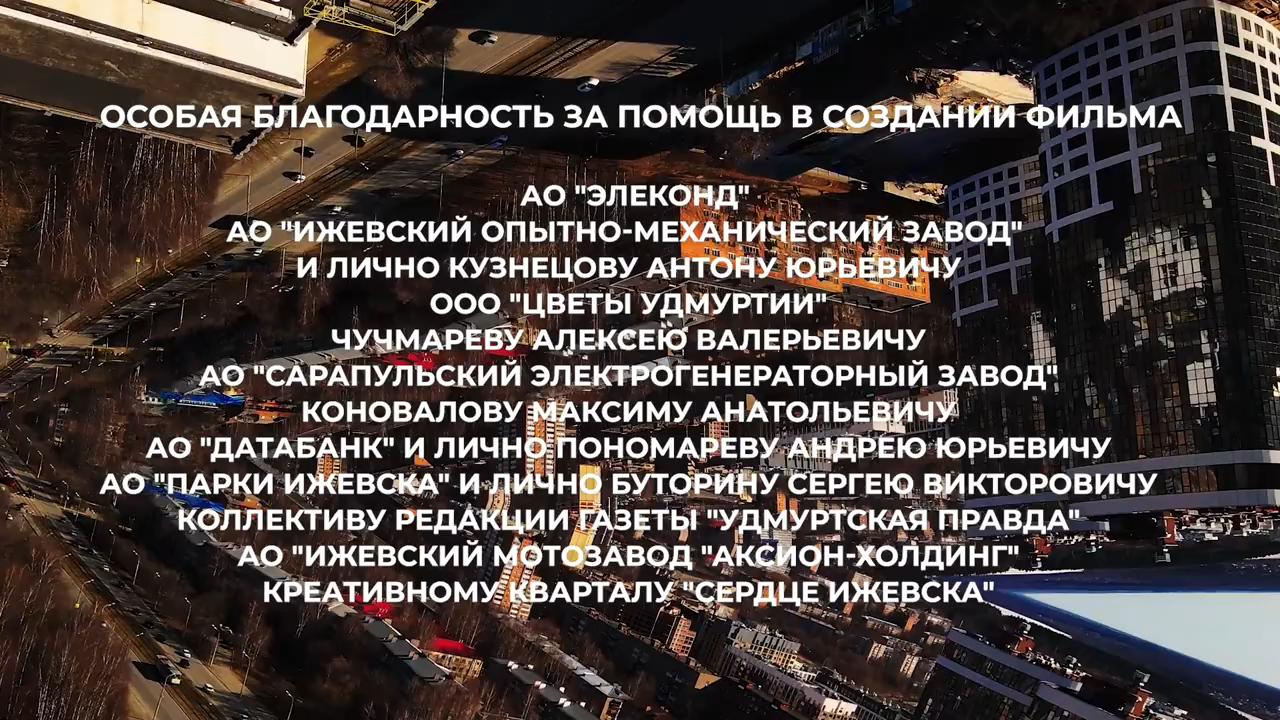 ОСОБАЯ БЛАГОДАРНОСТЬ ЗА ПОМОЩЬ В СОЗДАНИИ ФИЛЬМА
АО "ЭЛЕКОНД"
АО "ИЖЕВСКИЙ ОПЫТНО-МЕХАНИЧЕСКИЙ ЗАВОД"
И ЛИЧНО КУЗНЕЦОВУ АНТОНУ ЮРЬЕВИЧУ
ООО "ЦВЕТЫ УДМУРТИИ"
ЧУЧМАРЕВУ АЛЕКСЕЮ ВАЛЕРЬЕВИЧУ
АО "САРАПУЛЬСКИЙ ЭЛЕКТРОГЕНЕРАТОРНЫЙ ЗАВОД"
КОНОВАЛОВУ МАКСИМУ АНАТОЛЬЕВИЧУ
АО "ДАТАБАНК" И ЛИЧНО ПОНОМАРЕВУ АНДРЕЮ ЮРЬЕВИЧУ
АО "ПАРКИ ИЖЕВСКА" И ЛИЧНО БУТОРИНУ СЕРГЕЮ ВИКТОРОВИЧУ
КОЛЛЕКТИВУ РЕДАКЦИИ ГАЗЕТЫ "УДМУРТСКАЯ ПРАВДА"
АО "ИЖЕВСКИЙ МОТОЗАВОД "АКСИОН-ХОЛДИНГ"
КРЕАТИВНОМУ КВАРТАЛУ "СЕРДЦЕ ИЖЕВСКА"